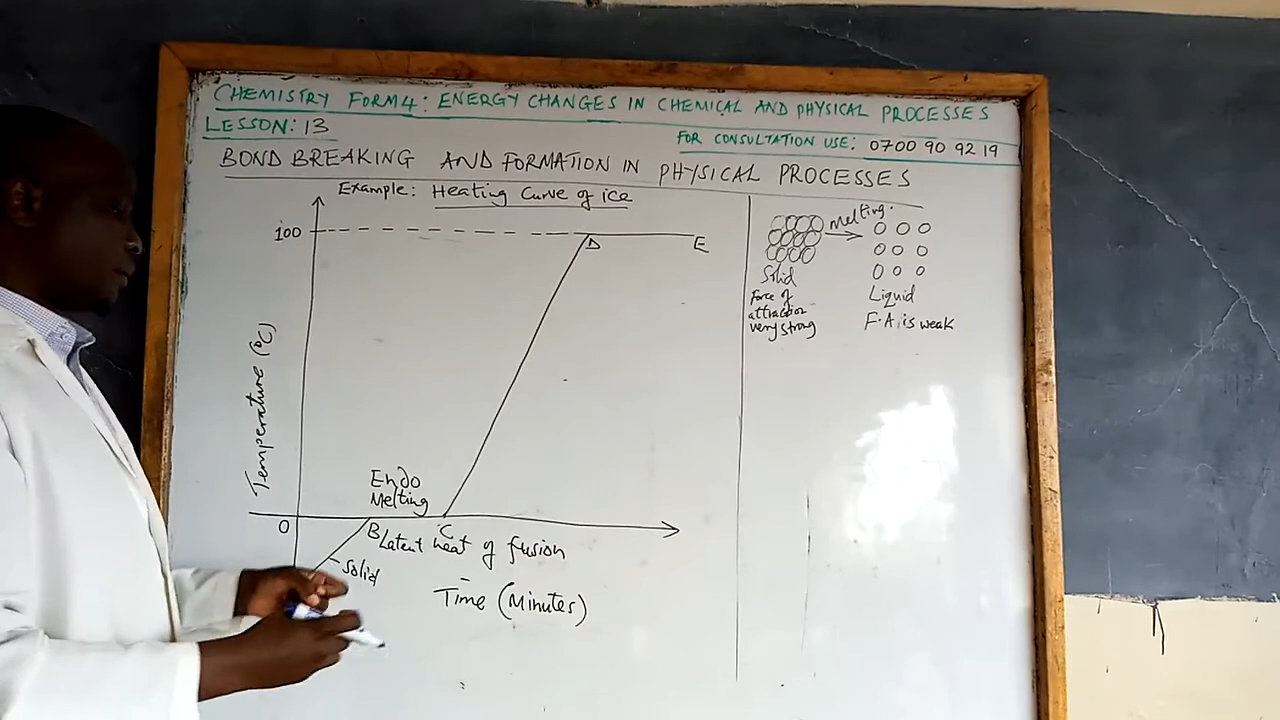 CHEMISTRY FORM 4: ENERGY CHANGES IN CHEMICAL AND PHYSICAL PROCESSES
LESSON: 13
FOR CONSULTATION USE: 0700 90 92 19
BOND BREAKING AND FORMATION IN PHYSICAL PROCESSES
Example: Heating Curve of ice
100
D
E
Temperature (°C)
Endo
Melting
0
B
C
Latent heat of fusion
Solid
Time (Minutes)
Melting.
Solid
Force of
attraction
very strong
Liquid
F.A, is weak